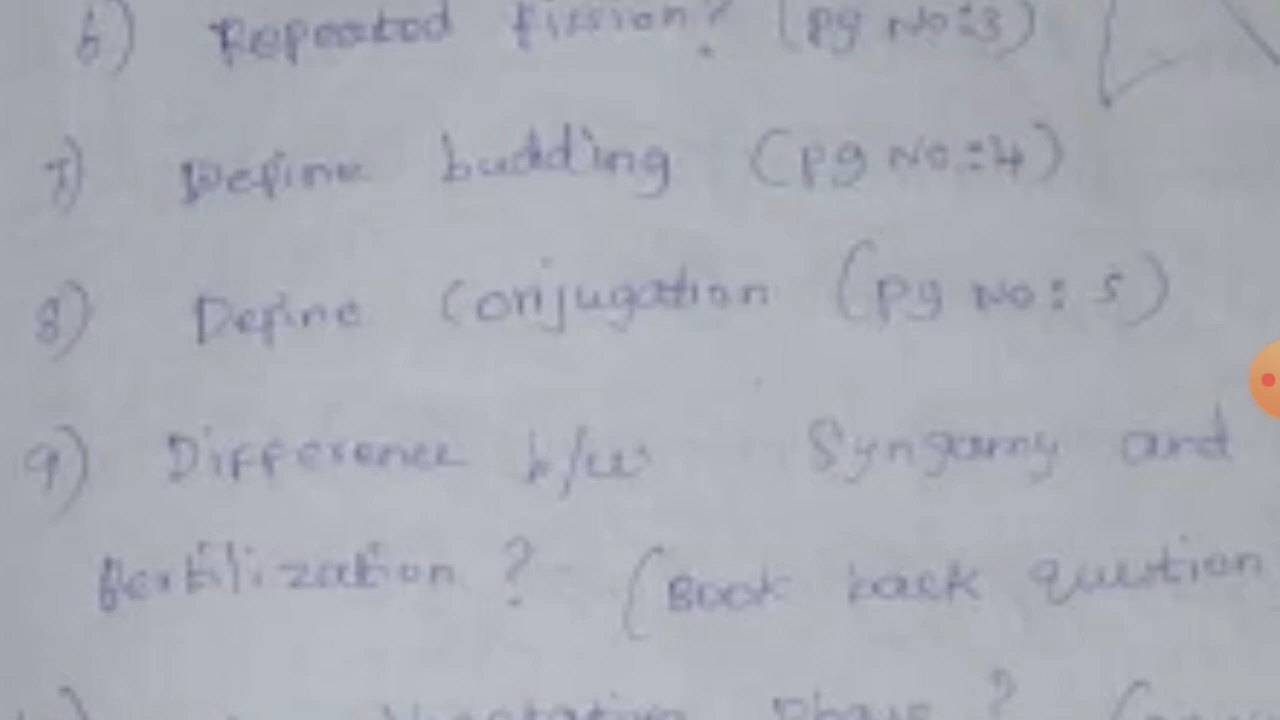 6) Repeated fission? (pg No:3)
7) Define budding (pg No:4)
8) Define Conjugation (pg No: 5)
9) Difference b/w Syngamy and
fertilization? (Book back question
phase? (